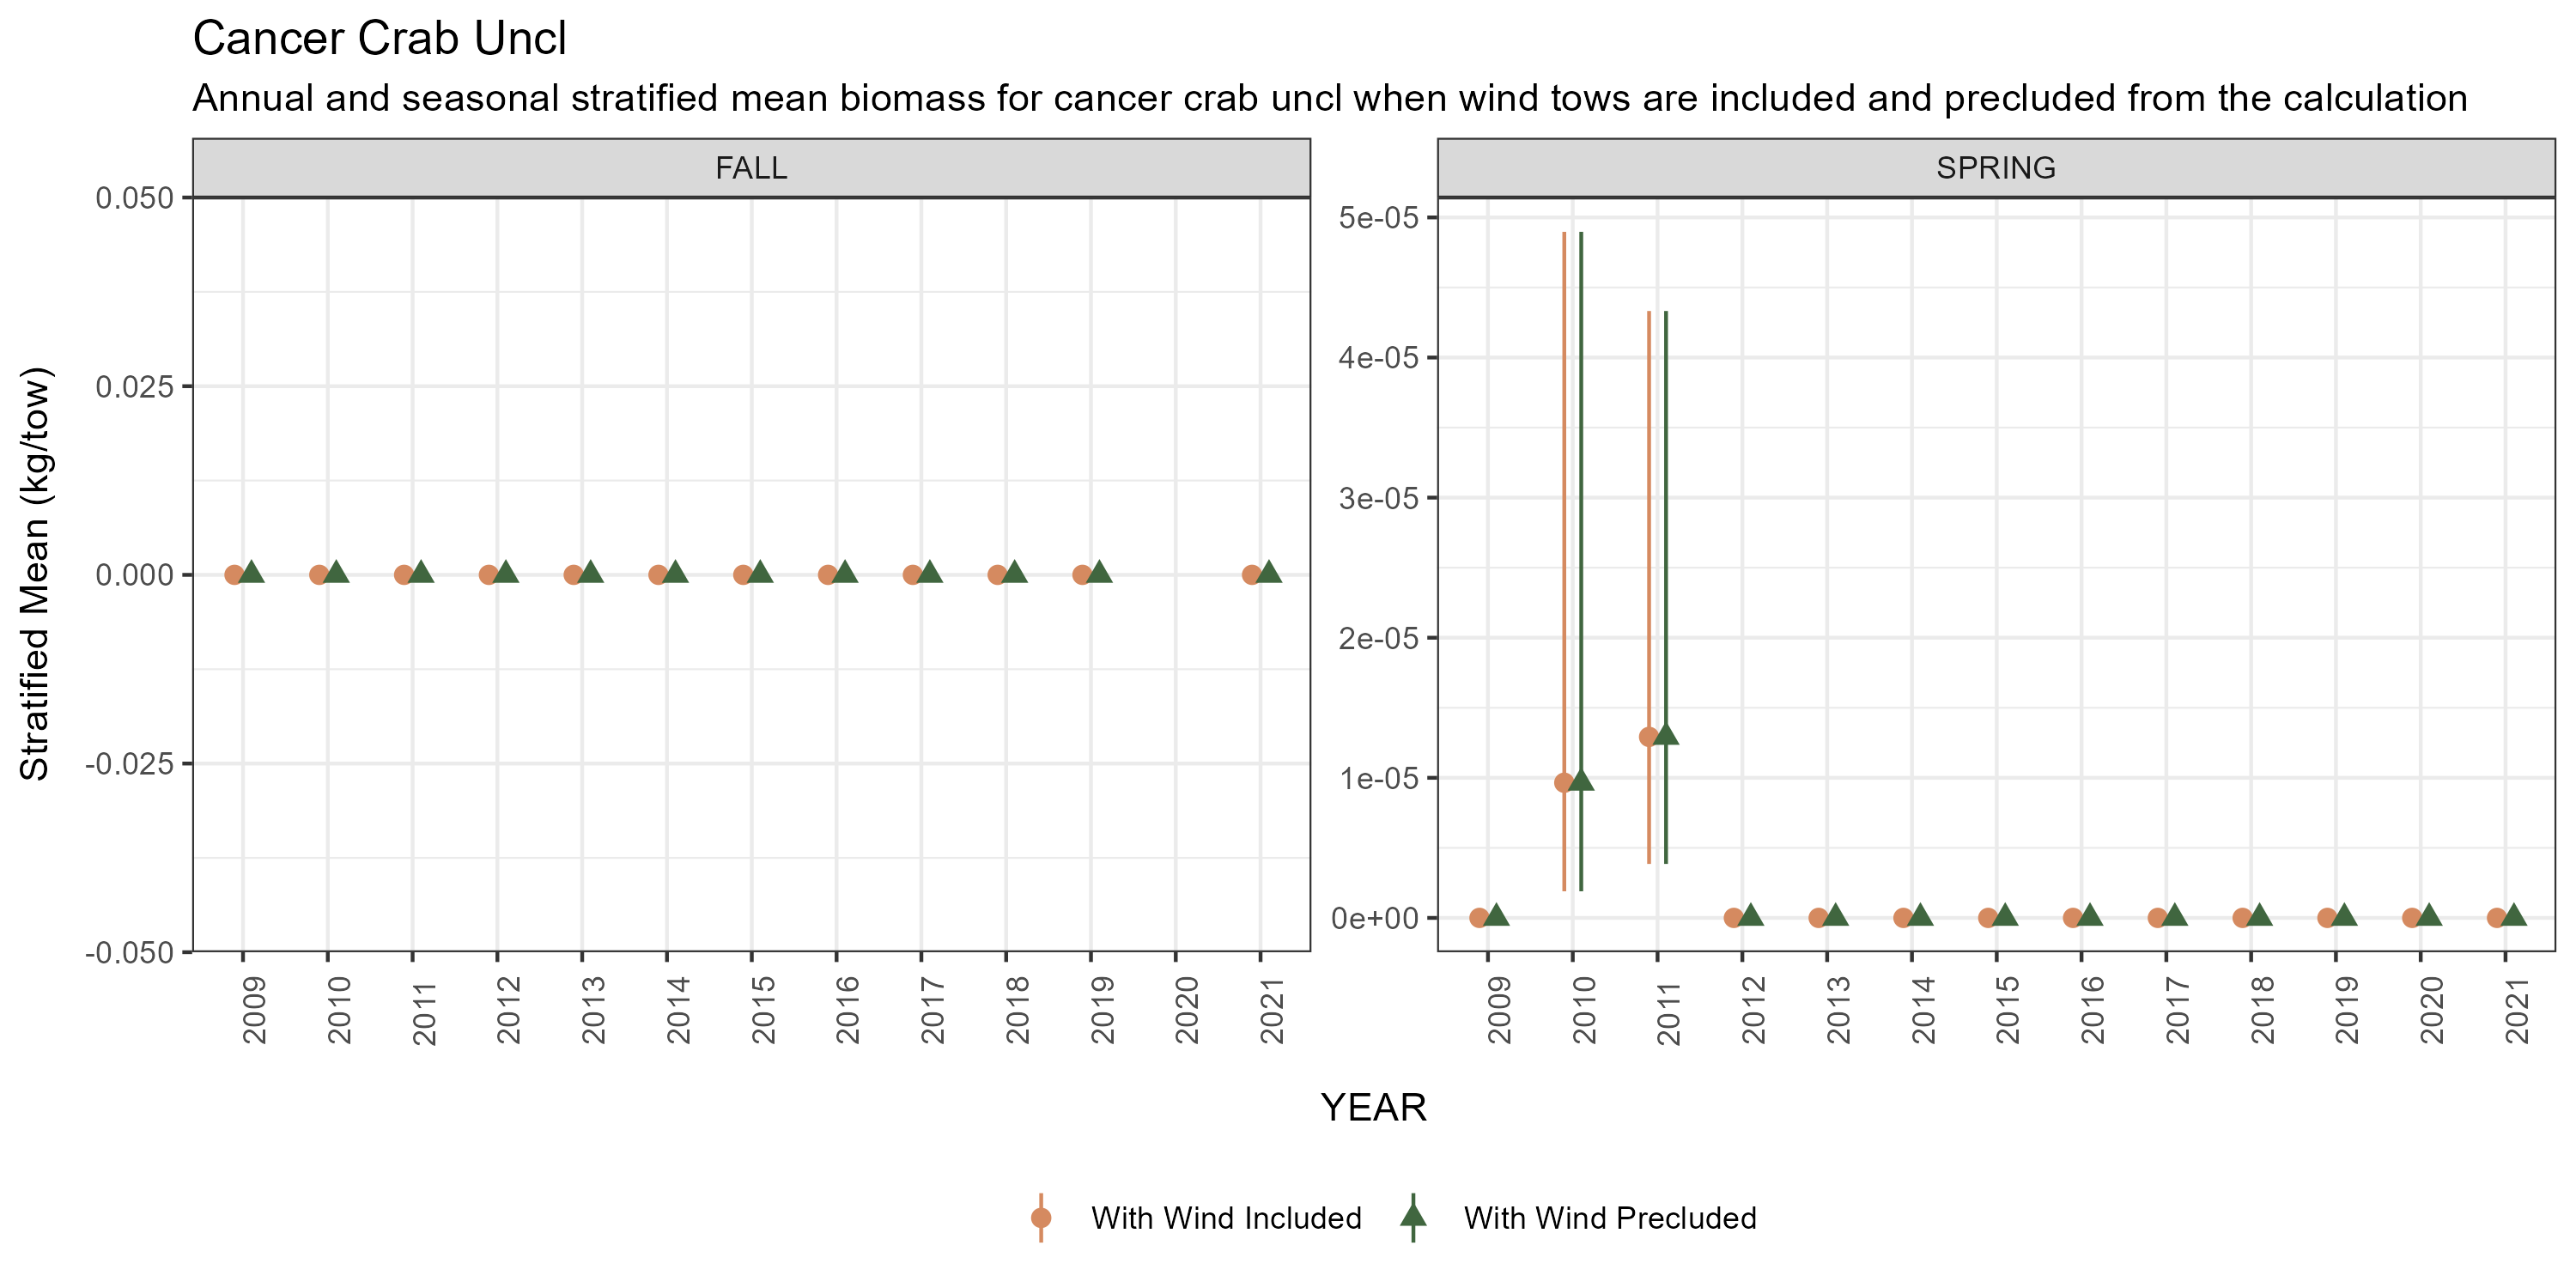 Cancer Crab Uncl
Annual and seasonal stratified mean biomass for cancer crab uncl when wind tows are included and precluded from the calculation
FALL
SPRING
Stratified Mean (kg/tow)
0.050
0.025
0.000
-0.025
-0.050
5e-05
4e-05
3e-05
2e-05
1e-05
0e+00
2009 2010 2011 2012 2013 2014 2015 2016 2017 2018 2019 2020 2021
2009 2010 2011 2012 2013 2014 2015 2016 2017 2018 2019 2020 2021
YEAR
With Wind Included With Wind Precluded